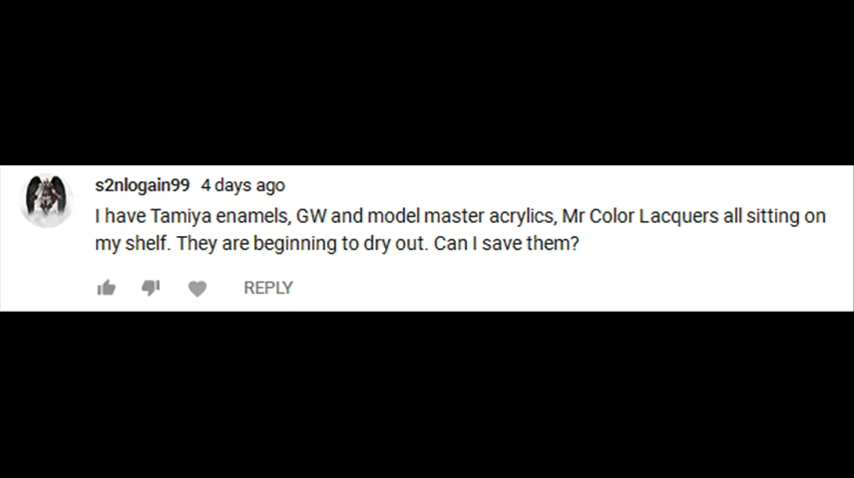 s2nlogain99 4 days ago
I have Tamiya enamels, GW and model master acrylics, Mr Color Lacquers all sitting on
my shelf. They are beginning to dry out. Can I save them?
REPLY